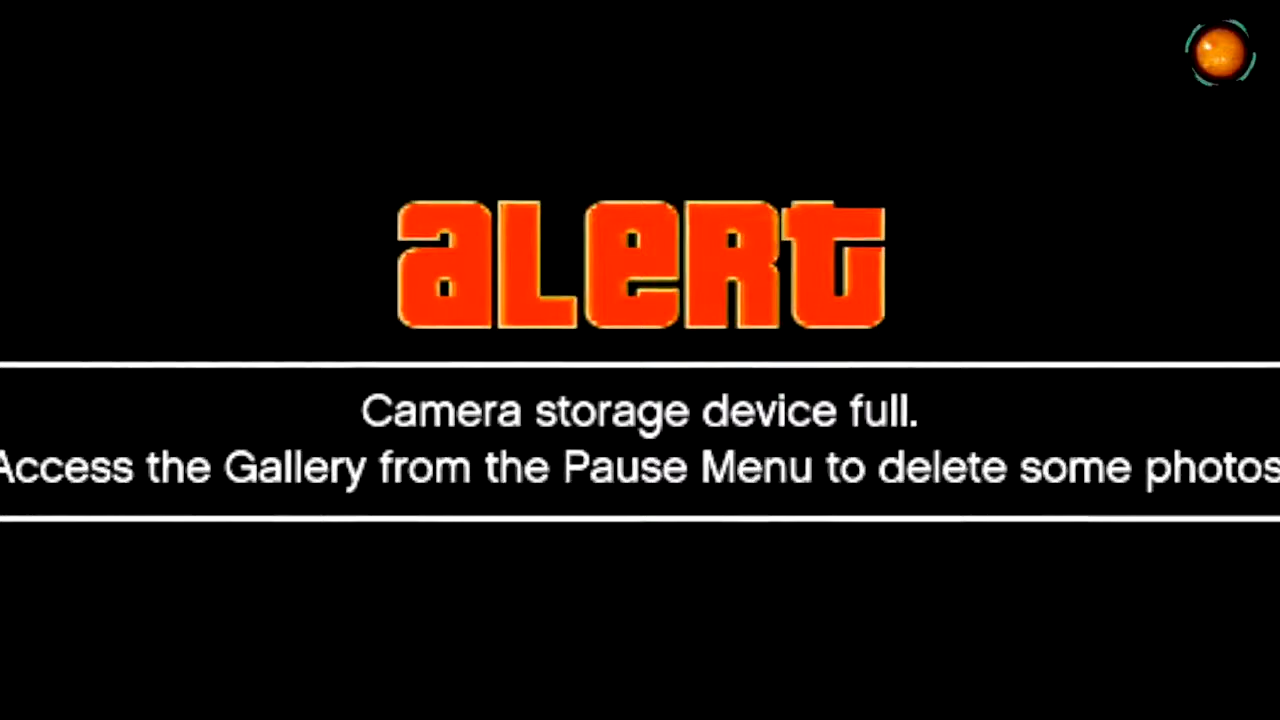 aLeRt
Camera storage device full.
Access the Gallery from the Pause Menu to delete some photos